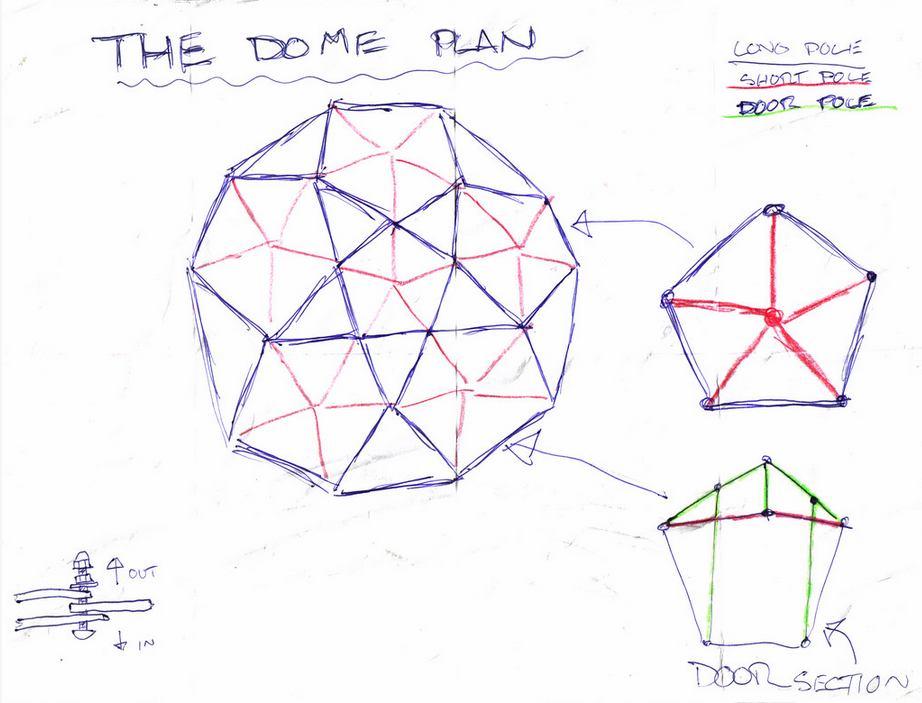 THE DOME PLAN
LONG POLE
SHORT POLE
DOOR POLE
OUT
IN
DOOR SECTION